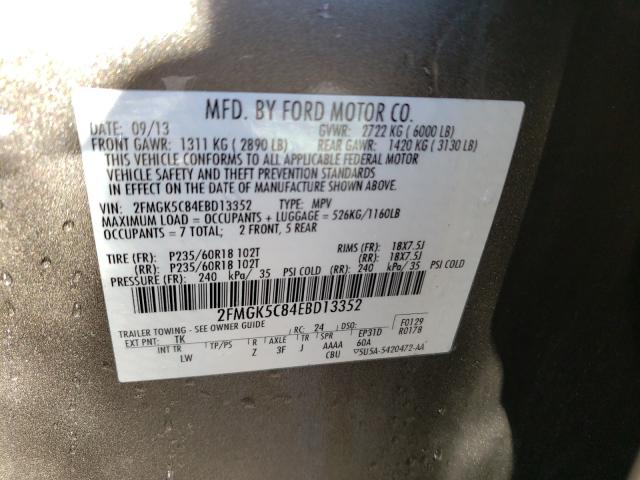 MFD. BY FORD MOTOR CO.
DATE: 09/13 GVWR: 2722 KG ( 6000 LB)
FRONT GAWR: 1311 KG ( 2890 LB) REAR GAWR: 1420 KG ( 3130 LB)
THIS VEHICLE CONFORMS TO ALL APPLICABLE FEDERAL MOTOR
VEHICLE SAFETY AND THEFT PREVENTION STANDARDS
IN EFFECT ON THE DATE OF MANUFACTURE SHOWN ABOVE.
VIN: 2FMGK5C84EBD13352 TYPE: MPV
MAXIMUM LOAD = OCCUPANTS + LUGGAGE = 526KG/1160LB
OCCUPANTS = 7 TOTAL; 2 FRONT, 5 REAR
TIRE (FR): P235/60R18 102T RIMS (FR): 18X7.5J
(RR): P235/60R18 102T (RR): 18X7.5J
PRESSURE (FR): 240 kPa/ 35 PSI COLD (RR): 240 kPa/ 35 PSI COLD
2FMGK5C84EBD13352
TRAILER TOWING - SEE OWNER GUIDE RC: 24 DSO: F0129
EXT PNT: TK EP31D R0178
INT TR TP/PS R AXLE TR SPR 60A
LW Z 3F J AAAA CBU 5USA-5420472-AA